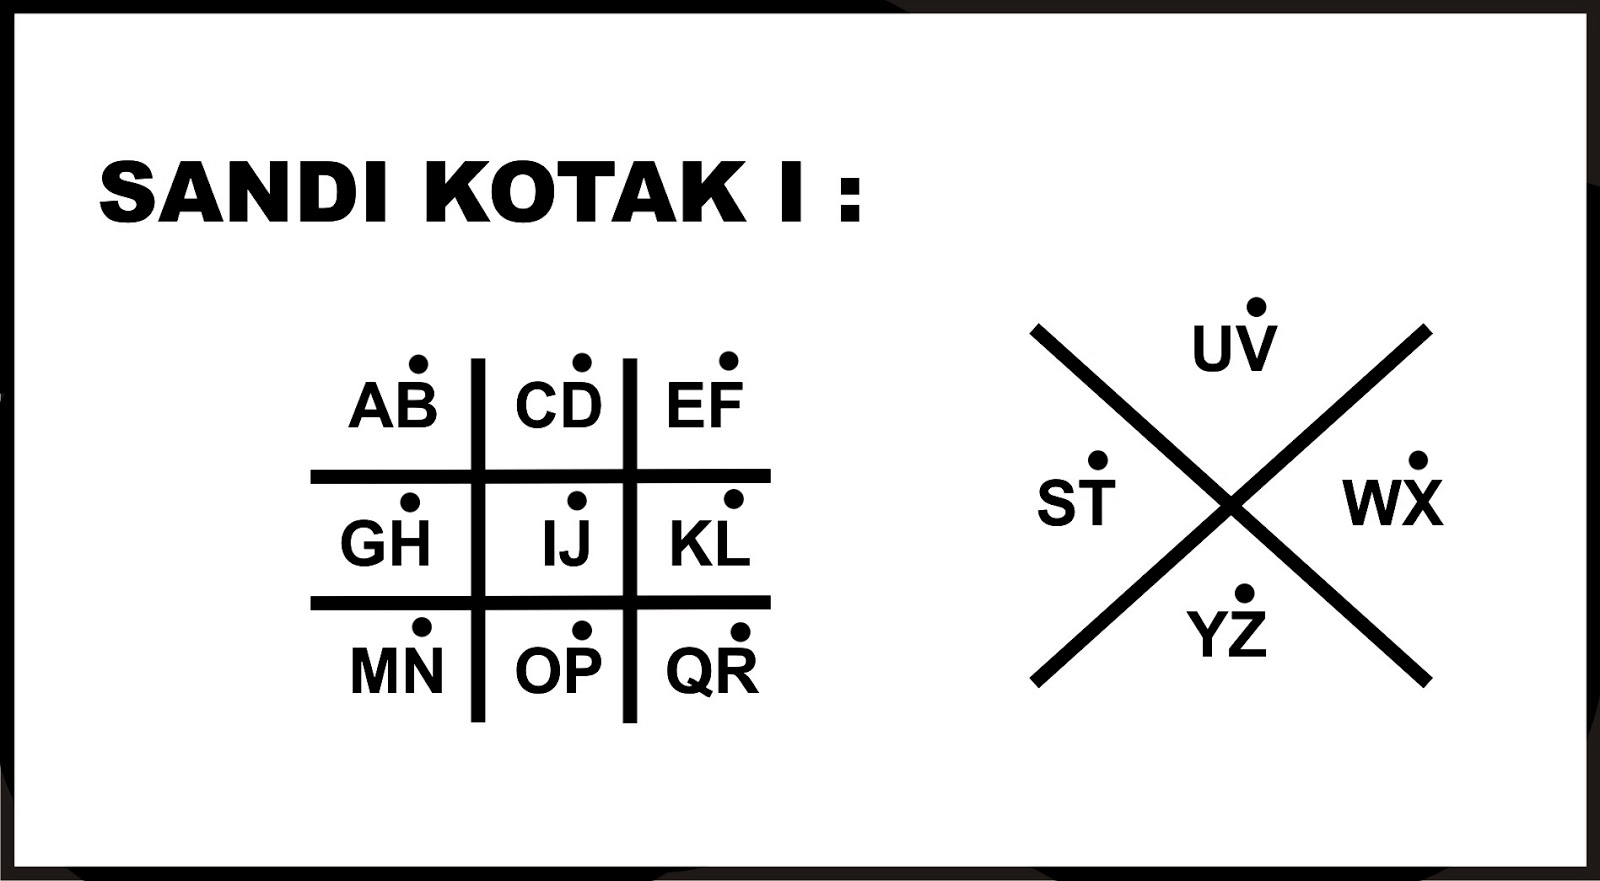 SANDI KOTAK I :
AB CD EF
GH IJ KL
MN OP QR
UV
ST WX
YZ